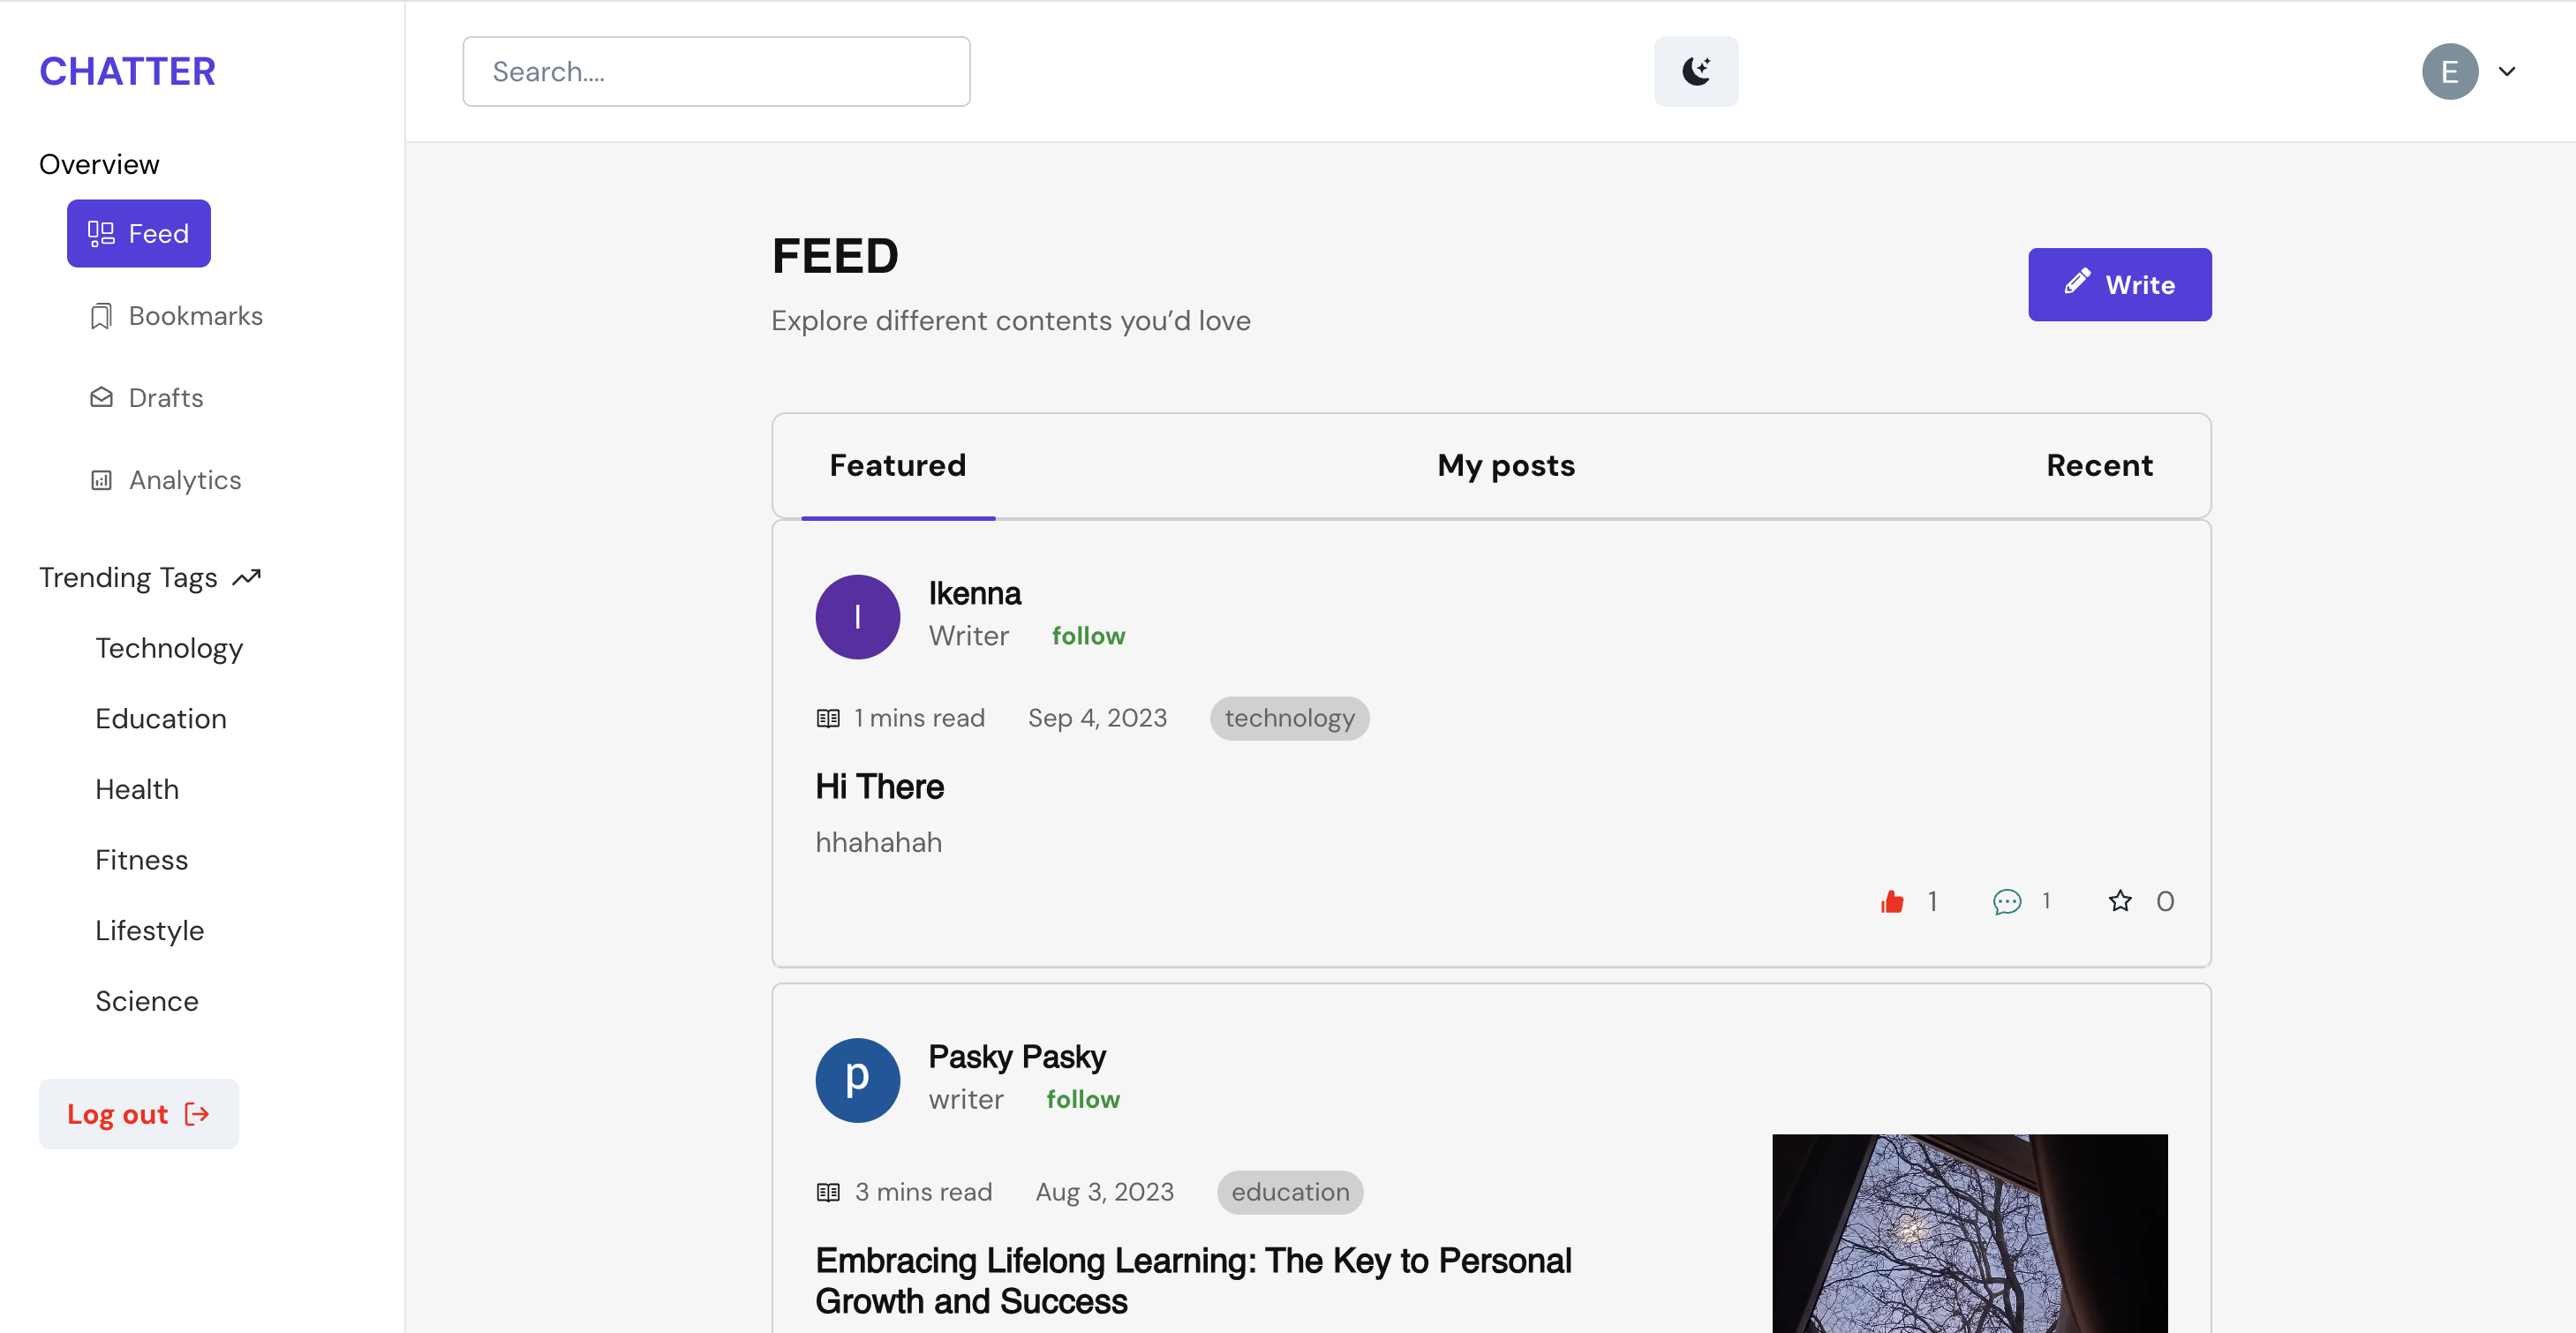 CHATTER
Search....
E
Overview
Feed
Bookmarks
Drafts
Analytics
Trending Tags
Technology
Education
Health
Fitness
Lifestyle
Science
Log out
FEED
Explore different contents you’d love
Write
Featured My posts Recent
I
Ikenna
Writer follow
1 mins read Sep 4, 2023 technology
Hi There
hhahahah
1 1 0
p
Pasky Pasky
writer follow
3 mins read Aug 3, 2023 education
Embracing Lifelong Learning: The Key to Personal
Growth and Success